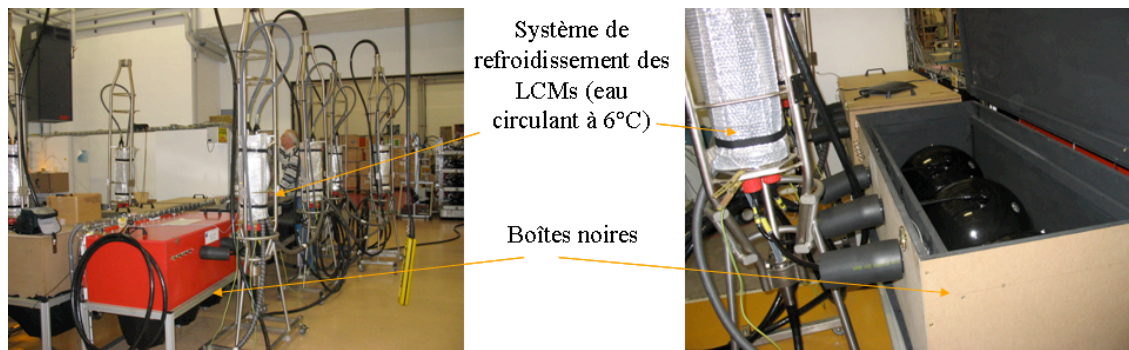 Système de
refroidissement des
LCMs (eau
circulant à 6°C)
Boîtes noires